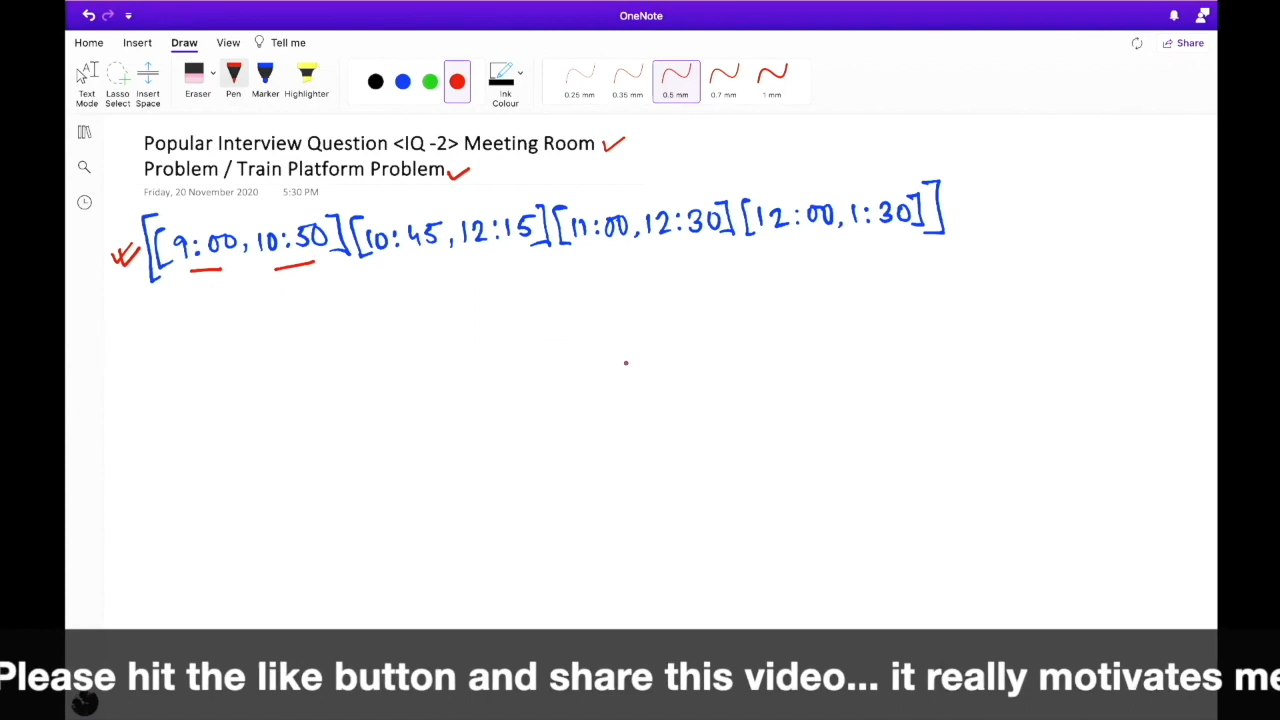 OneNote
Home Insert Draw View Tell me Share
Text Mode Lasso Select Insert Space Eraser Pen Marker Highlighter Ink Colour 0.25 mm 0.35 mm 0.5 mm 0.7 mm 1 mm
Popular Interview Question <IQ -2> Meeting Room
Problem / Train Platform Problem
Friday, 20 November 2020 5:30 PM
[[9:00, 10:50][10:45, 12:15][11:00, 12:30][12:00, 1:30]]
Please hit the like button and share this video... it really motivates me